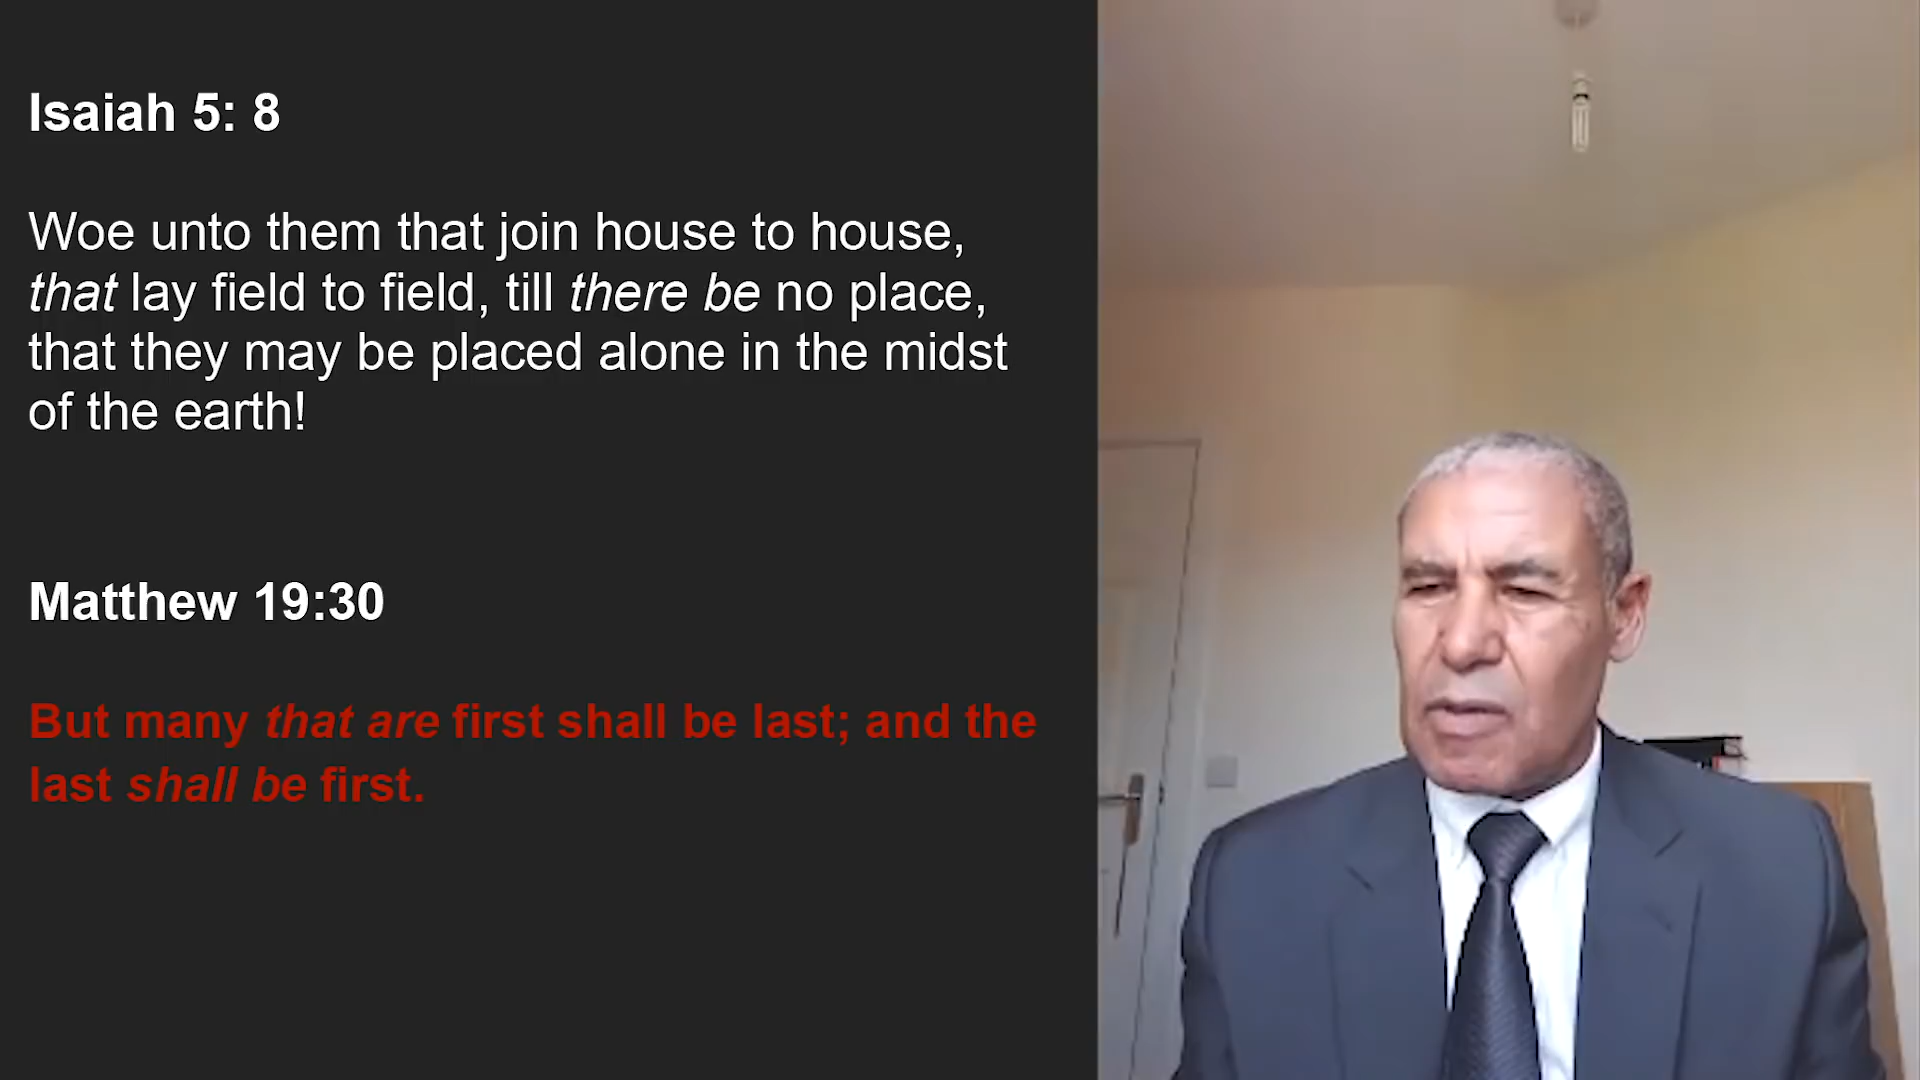 Isaiah 5: 8
Woe unto them that join house to house,
that lay field to field, till there be no place,
that they may be placed alone in the midst
of the earth!
Matthew 19:30
But many that are first shall be last; and the
last shall be first.